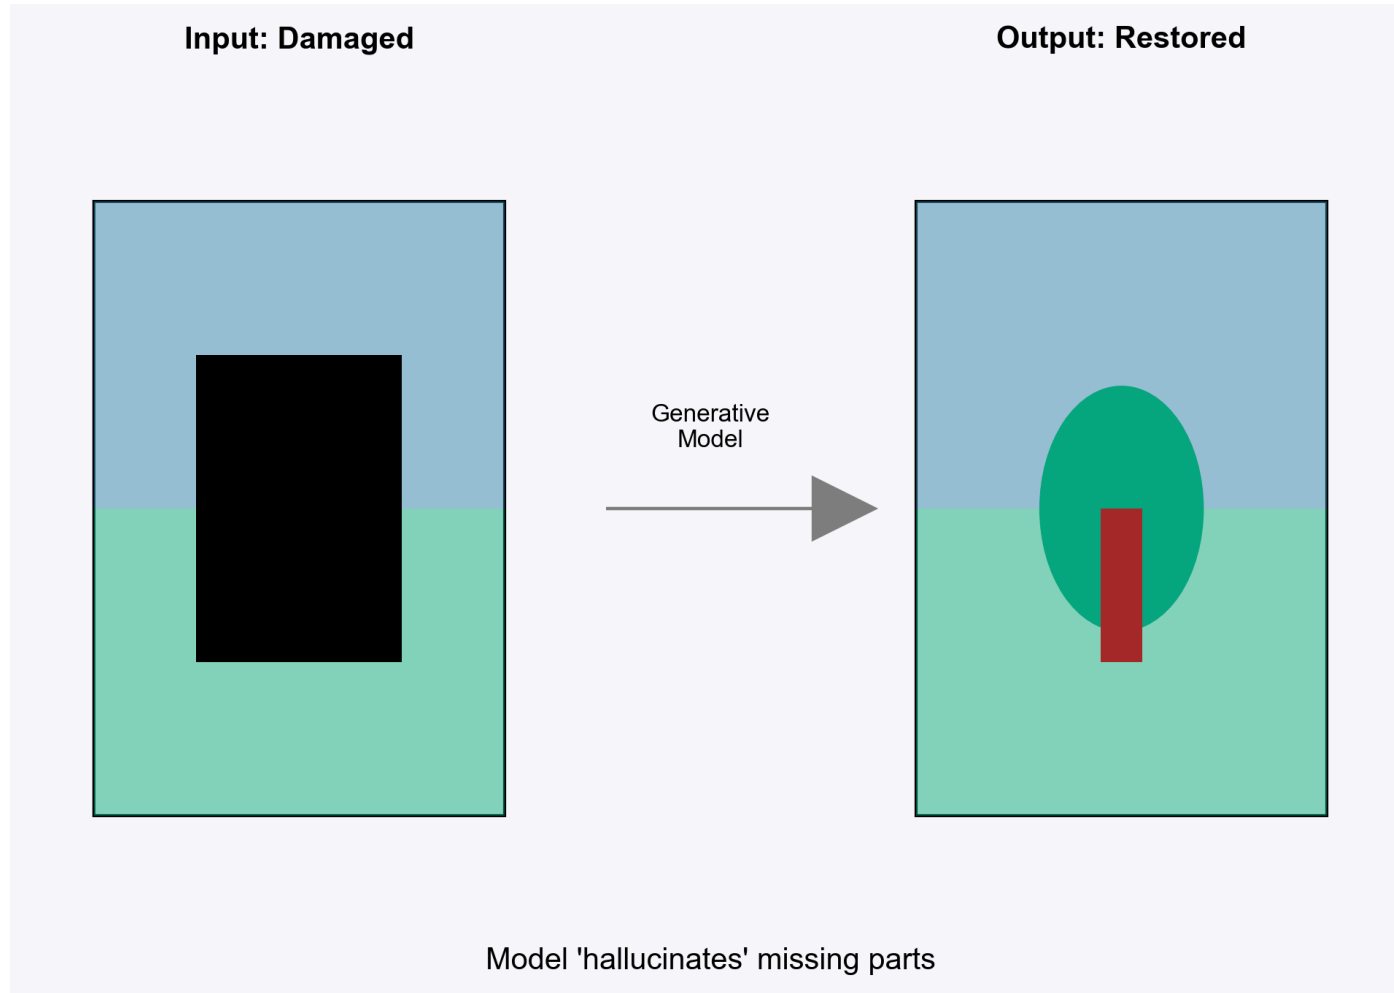 Input: Damaged
Output: Restored
Generative
Model
Model 'hallucinates' missing parts